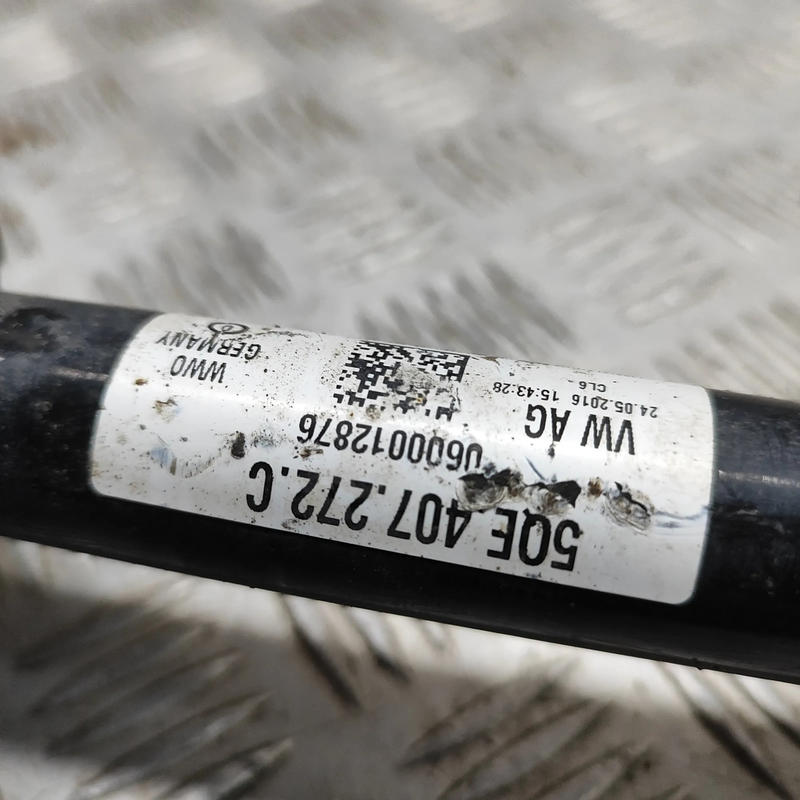 5QE 407.272.C
0600012876
VW AG
24.05.2016 15:43:28
CL6
WWO
GERMANY